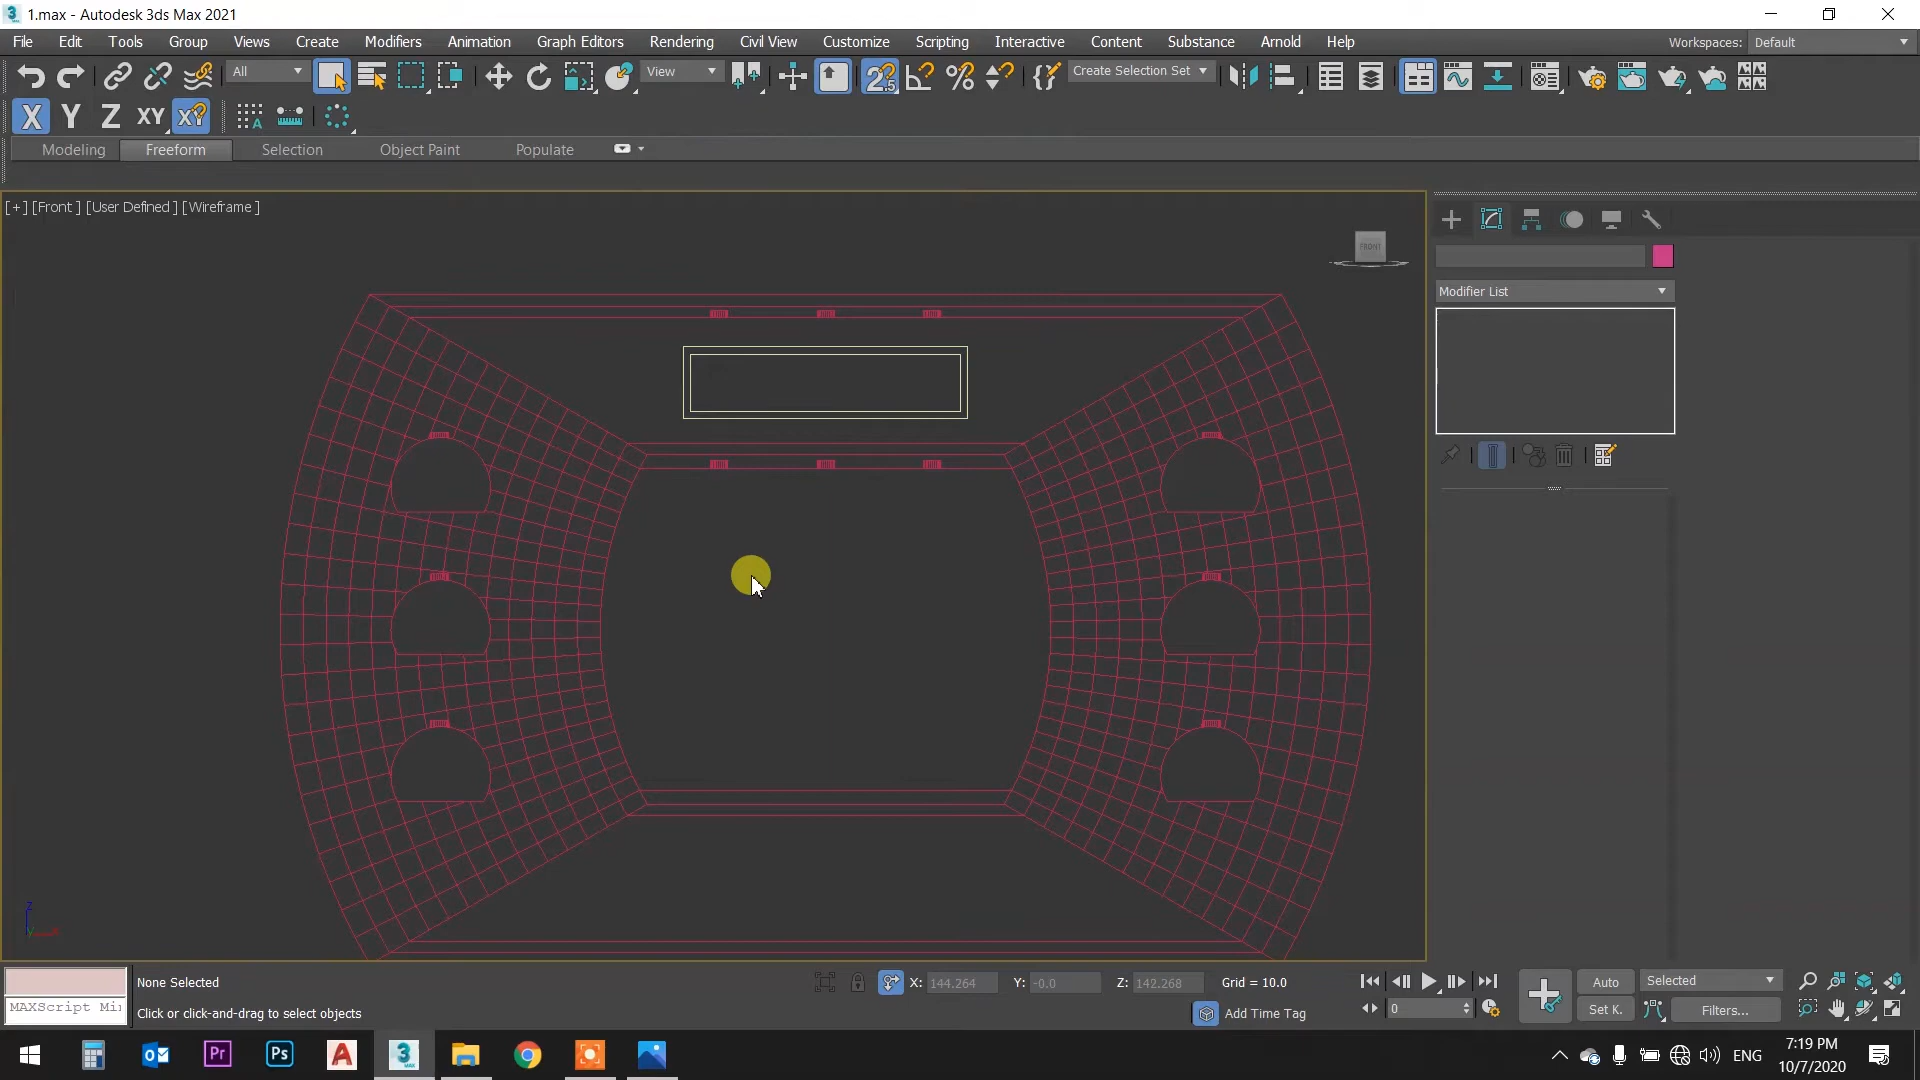 1.max - Autodesk 3ds Max 2021
File Edit Tools Group Views Create Modifiers Animation Graph Editors Rendering Civil View Customize Scripting Interactive Content Substance Arnold Help Workspaces: Default
All View Create Selection Set
X Y Z XY XY
Modeling Freeform Selection Object Paint Populate
[+] [Front ] [User Defined ] [Wireframe ]
FRONT
Modifier List
z
x
y
None Selected X: 144.264 Y: -0.0 Z: 142.268 Grid = 10.0 Auto Selected
MAXScript Mi
Click or click-and-drag to select objects Add Time Tag 0 Set K. Filters...
ENG 7:19 PM
10/7/2020